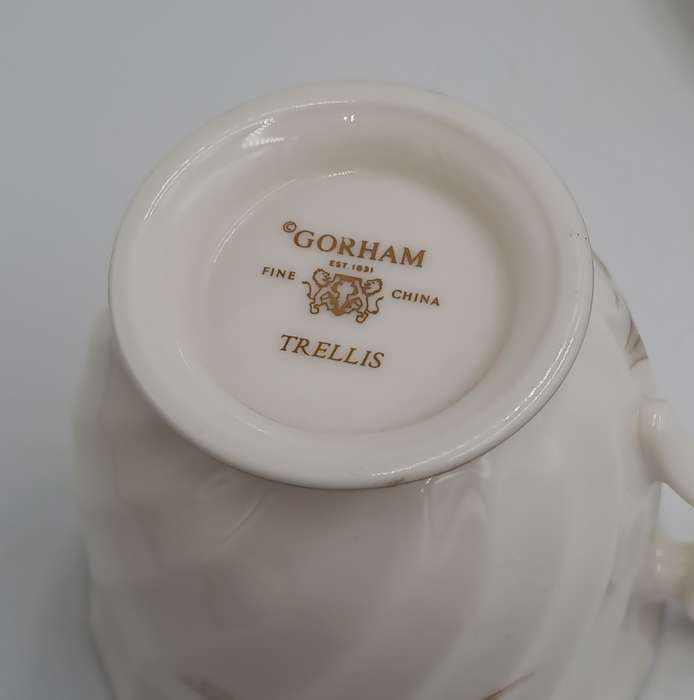 ©GORHAM
EST. 1831
FINE CHINA
TRELLIS